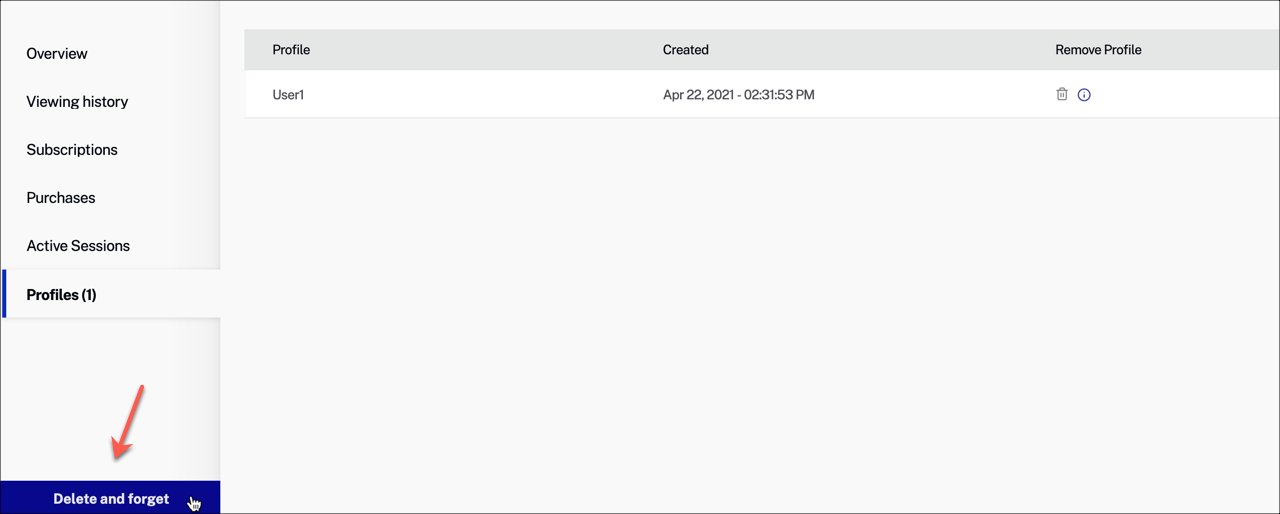 Overview
Viewing history
Subscriptions
Purchases
Active Sessions
Profiles (1)
Delete and forget
Profile Created Remove Profile
User1 Apr 22, 2021 - 02:31:53 PM